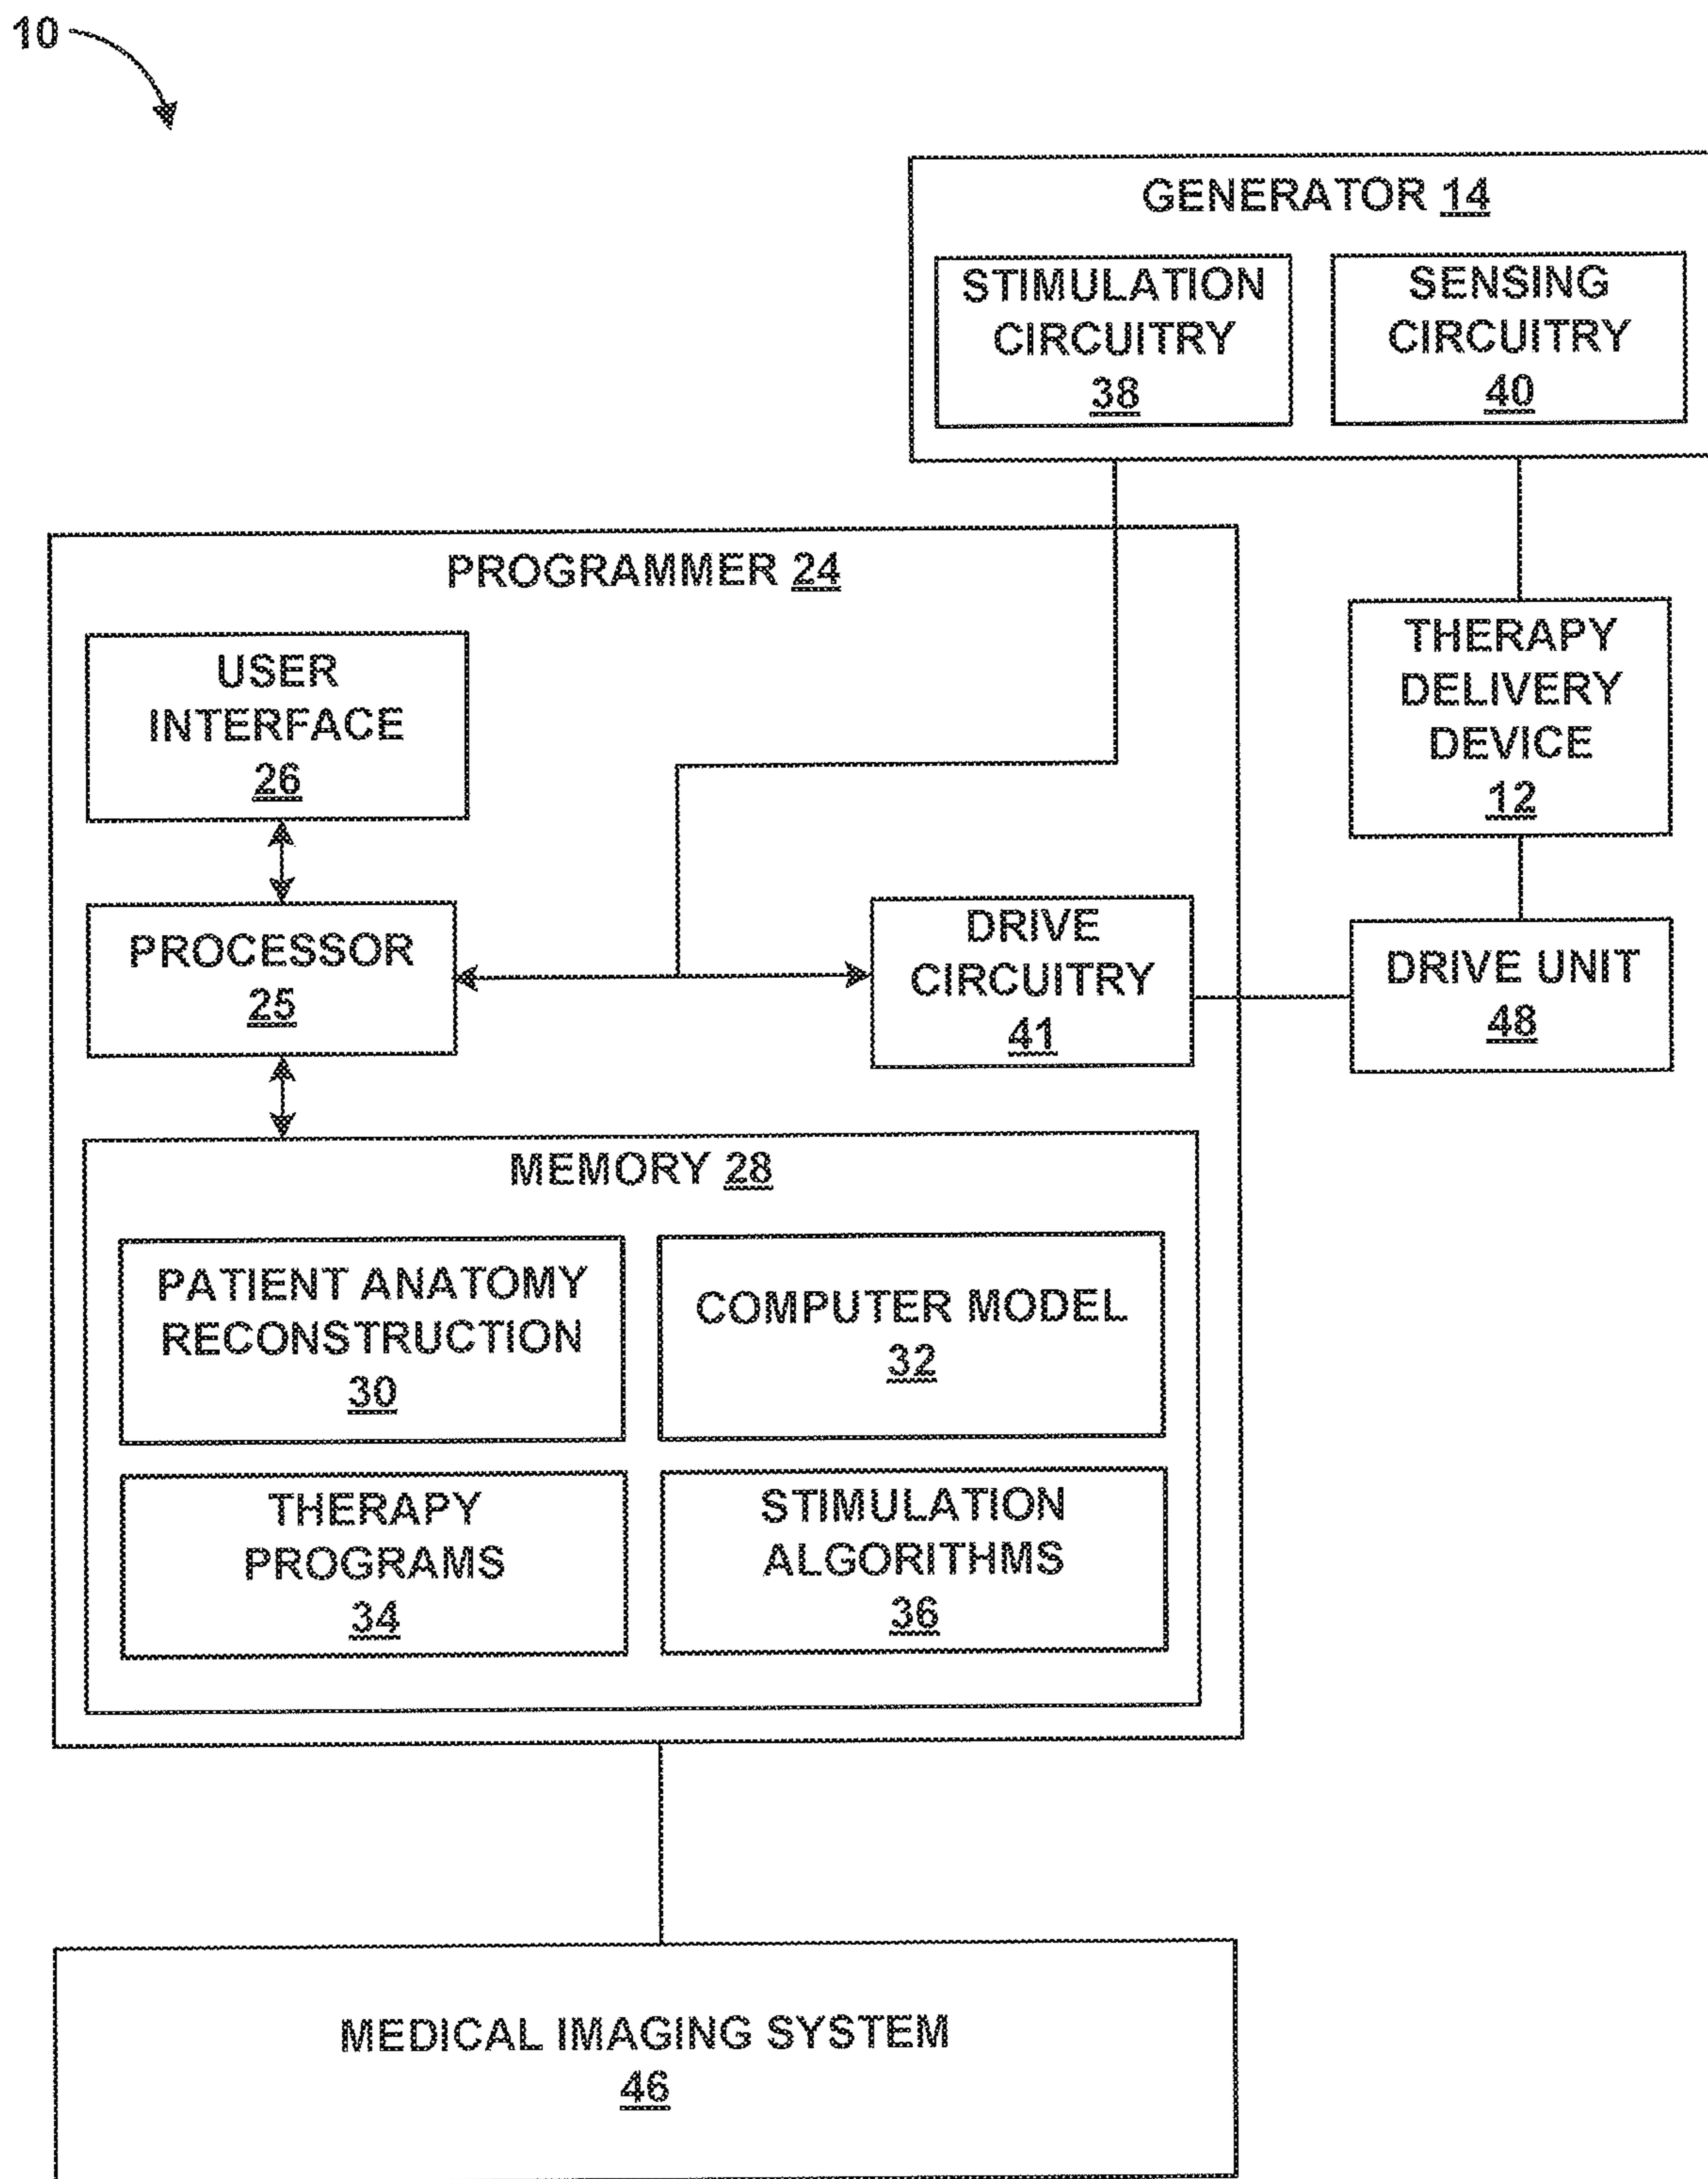 10
GENERATOR 14
STIMULATION
CIRCUITRY
38
SENSING
CIRCUITRY
40
PROGRAMMER 24
USER
INTERFACE
26
THERAPY
DELIVERY
DEVICE
12
PROCESSOR
25
DRIVE
CIRCUITRY
41
DRIVE UNIT
48
MEMORY 28
PATIENT ANATOMY
RECONSTRUCTION
30
COMPUTER MODEL
32
THERAPY
PROGRAMS
34
STIMULATION
ALGORITHMS
36
MEDICAL IMAGING SYSTEM
46